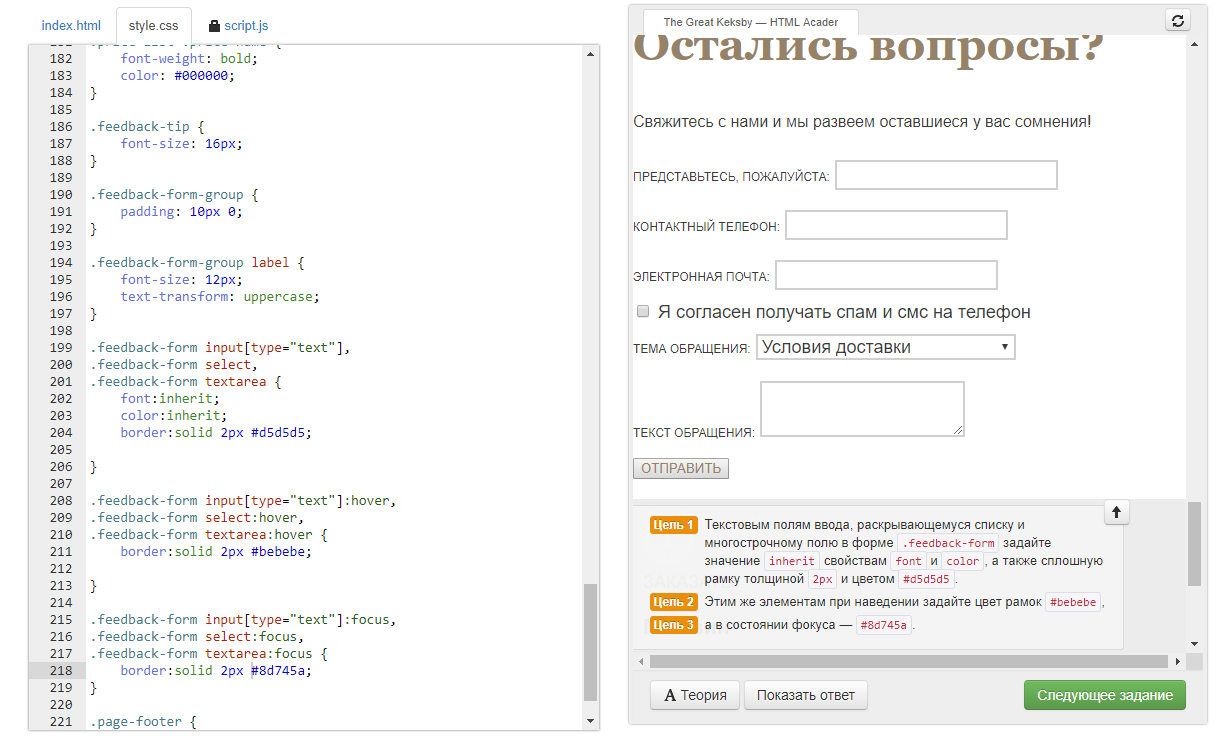 index.html
style.css
script.js
182 font-weight: bold;
183 color: #000000;
184 }
185
186 .feedback-tip {
187 font-size: 16px;
188 }
189
190 .feedback-form-group {
191 padding: 10px 0;
192 }
193
194 .feedback-form-group label {
195 font-size: 12px;
196 text-transform: uppercase;
197 }
198
199 .feedback-form input[type="text"],
200 .feedback-form select,
201 .feedback-form textarea {
202 font:inherit;
203 color:inherit;
204 border:solid 2px #d5d5d5;
205
206 }
207
208 .feedback-form input[type="text"]:hover,
209 .feedback-form select:hover,
210 .feedback-form textarea:hover {
211 border:solid 2px #bebebe;
212
213 }
214
215 .feedback-form input[type="text"]:focus,
216 .feedback-form select:focus,
217 .feedback-form textarea:focus {
218 border:solid 2px #8d745a;
219 }
220
221 .page-footer {
The Great Keksby — HTML Acader
Остались вопросы?
Свяжитесь с нами и мы развеем оставшиеся у вас сомнения!
ПРЕДСТАВЬТЕСЬ, ПОЖАЛУЙСТА:
КОНТАКТНЫЙ ТЕЛЕФОН:
ЭЛЕКТРОННАЯ ПОЧТА:
Я согласен получать спам и смс на телефон
ТЕМА ОБРАЩЕНИЯ: Условия доставки
ТЕКСТ ОБРАЩЕНИЯ:
ОТПРАВИТЬ
Цель 1 Текстовым полям ввода, раскрывающемуся списку и
многострочному полю в форме .feedback-form задайте
значение inherit свойствам font и color, а также сплошную
рамку толщиной 2px и цветом #d5d5d5.
Цель 2 Этим же элементам при наведении задайте цвет рамок #bebebe,
Цель 3 а в состоянии фокуса — #8d745a.
A Теория
Показать ответ
Следующее задание